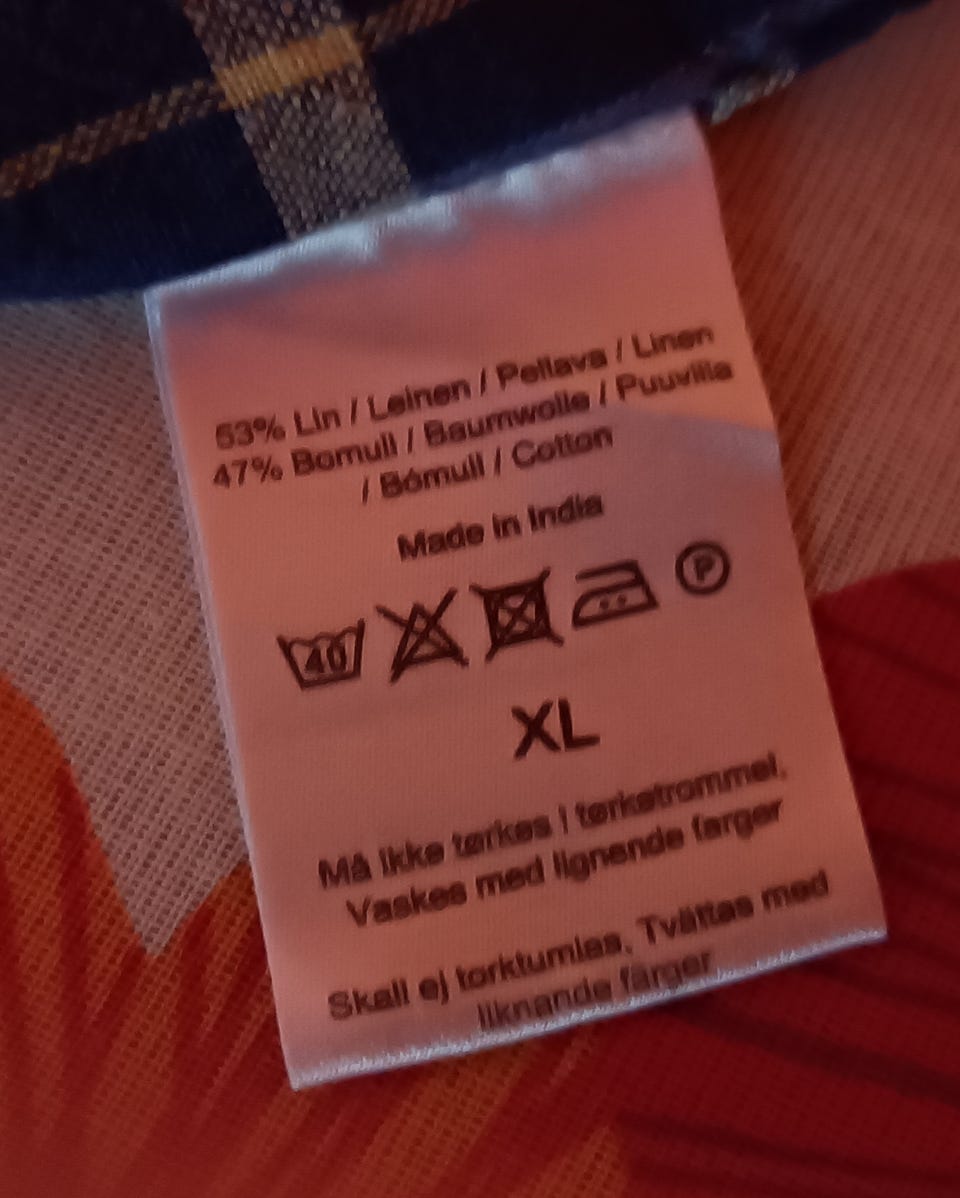 53% Lin / Leinen / Pellava / Linen
47% Bomull / Baumwolle / Puuvilla
/ Bómull / Cotton
Made in India
40 P
XL
Må ikke tørkes i tørketrommel.
Vaskes med lignende farger
Skall ej torktumlas. Tvättas med
liknande färger